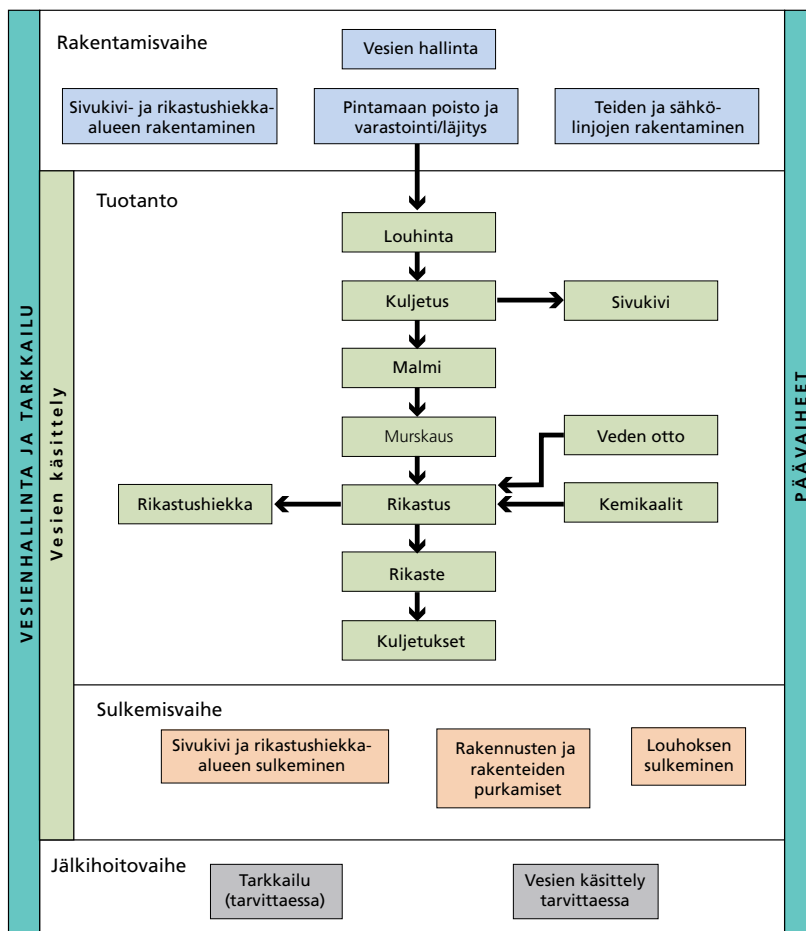 VESIENHALLINTA JA TARKKAILU
Vesien käsittely
PÄÄVAIHEET
Rakentamisvaihe
Vesien hallinta
Sivukivi- ja rikastushiekka-
alueen rakentaminen
Pintamaan poisto ja
varastointi/läjitys
Teiden ja sähkö-
linjojen rakentaminen
Tuotanto
Louhinta
Kuljetus
Sivukivi
Malmi
Murskaus
Veden otto
Rikastushiekka
Rikastus
Kemikaalit
Rikaste
Kuljetukset
Sulkemisvaihe
Sivukivi ja rikastushiekka-
alueen sulkeminen
Rakennusten ja
rakenteiden
purkamiset
Louhoksen
sulkeminen
Jälkihoitovaihe
Tarkkailu
(tarvittaessa)
Vesien käsittely
tarvittaessa